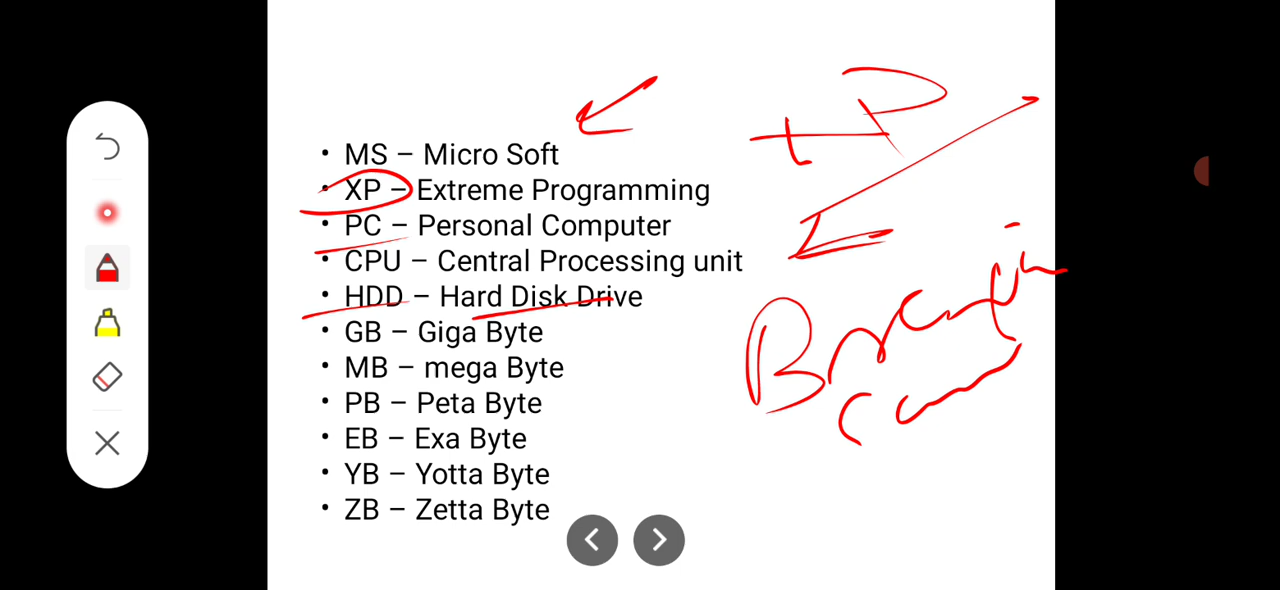 • MS – Micro Soft
• XP – Extreme Programming
• PC – Personal Computer
• CPU – Central Processing unit
• HDD – Hard Disk Drive
• GB – Giga Byte
• MB – mega Byte
• PB – Peta Byte
• EB – Exa Byte
• YB – Yotta Byte
• ZB – Zetta Byte